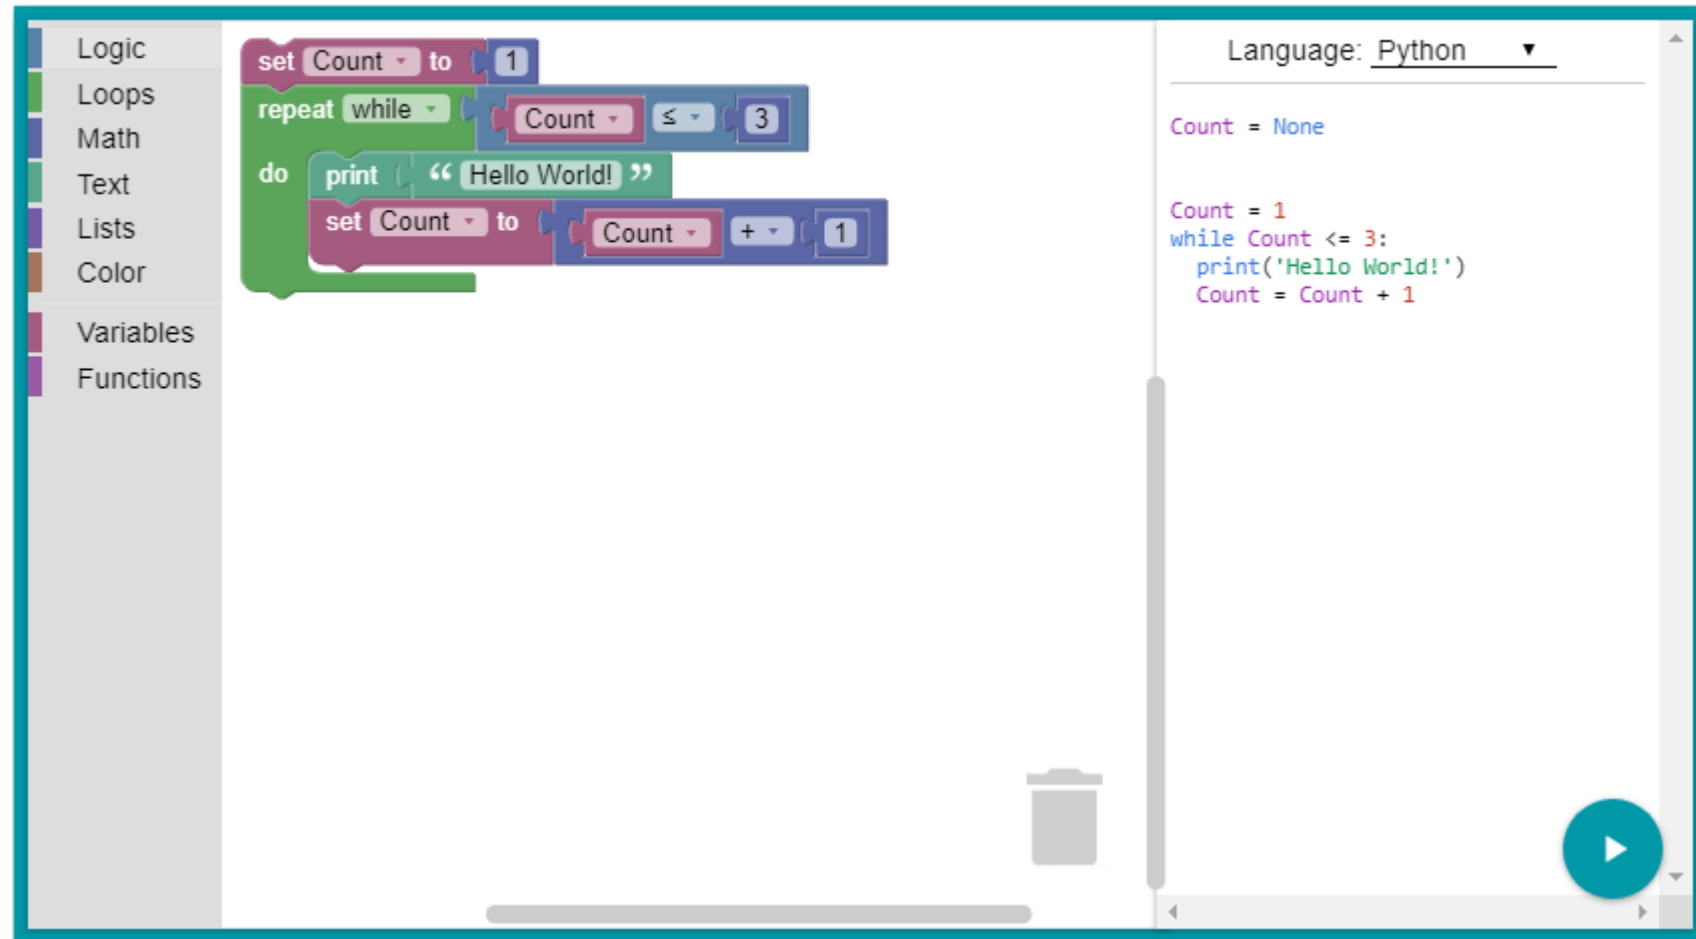 Logic
Loops
Math
Text
Lists
Color
Variables
Functions
set Count to 1
repeat while Count ≤ 3
do print “ Hello World! ”
set Count to Count + 1
Language: Python
Count = None
Count = 1
while Count <= 3:
print('Hello World!')
Count = Count + 1